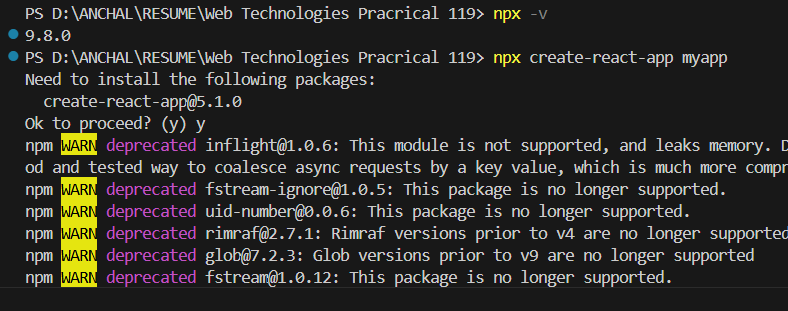 PS D:\ANCHAL\RESUME\Web Technologies Pracrical 119> npx -v
9.8.0
PS D:\ANCHAL\RESUME\Web Technologies Pracrical 119> npx create-react-app myapp
Need to install the following packages:
create-react-app@5.1.0
Ok to proceed? (y) y
npm WARN deprecated inflight@1.0.6: This module is not supported, and leaks memory. D
od and tested way to coalesce async requests by a key value, which is much more compr
npm WARN deprecated fstream-ignore@1.0.5: This package is no longer supported.
npm WARN deprecated uid-number@0.0.6: This package is no longer supported.
npm WARN deprecated rimraf@2.7.1: Rimraf versions prior to v4 are no longer supported
npm WARN deprecated glob@7.2.3: Glob versions prior to v9 are no longer supported
npm WARN deprecated fstream@1.0.12: This package is no longer supported.